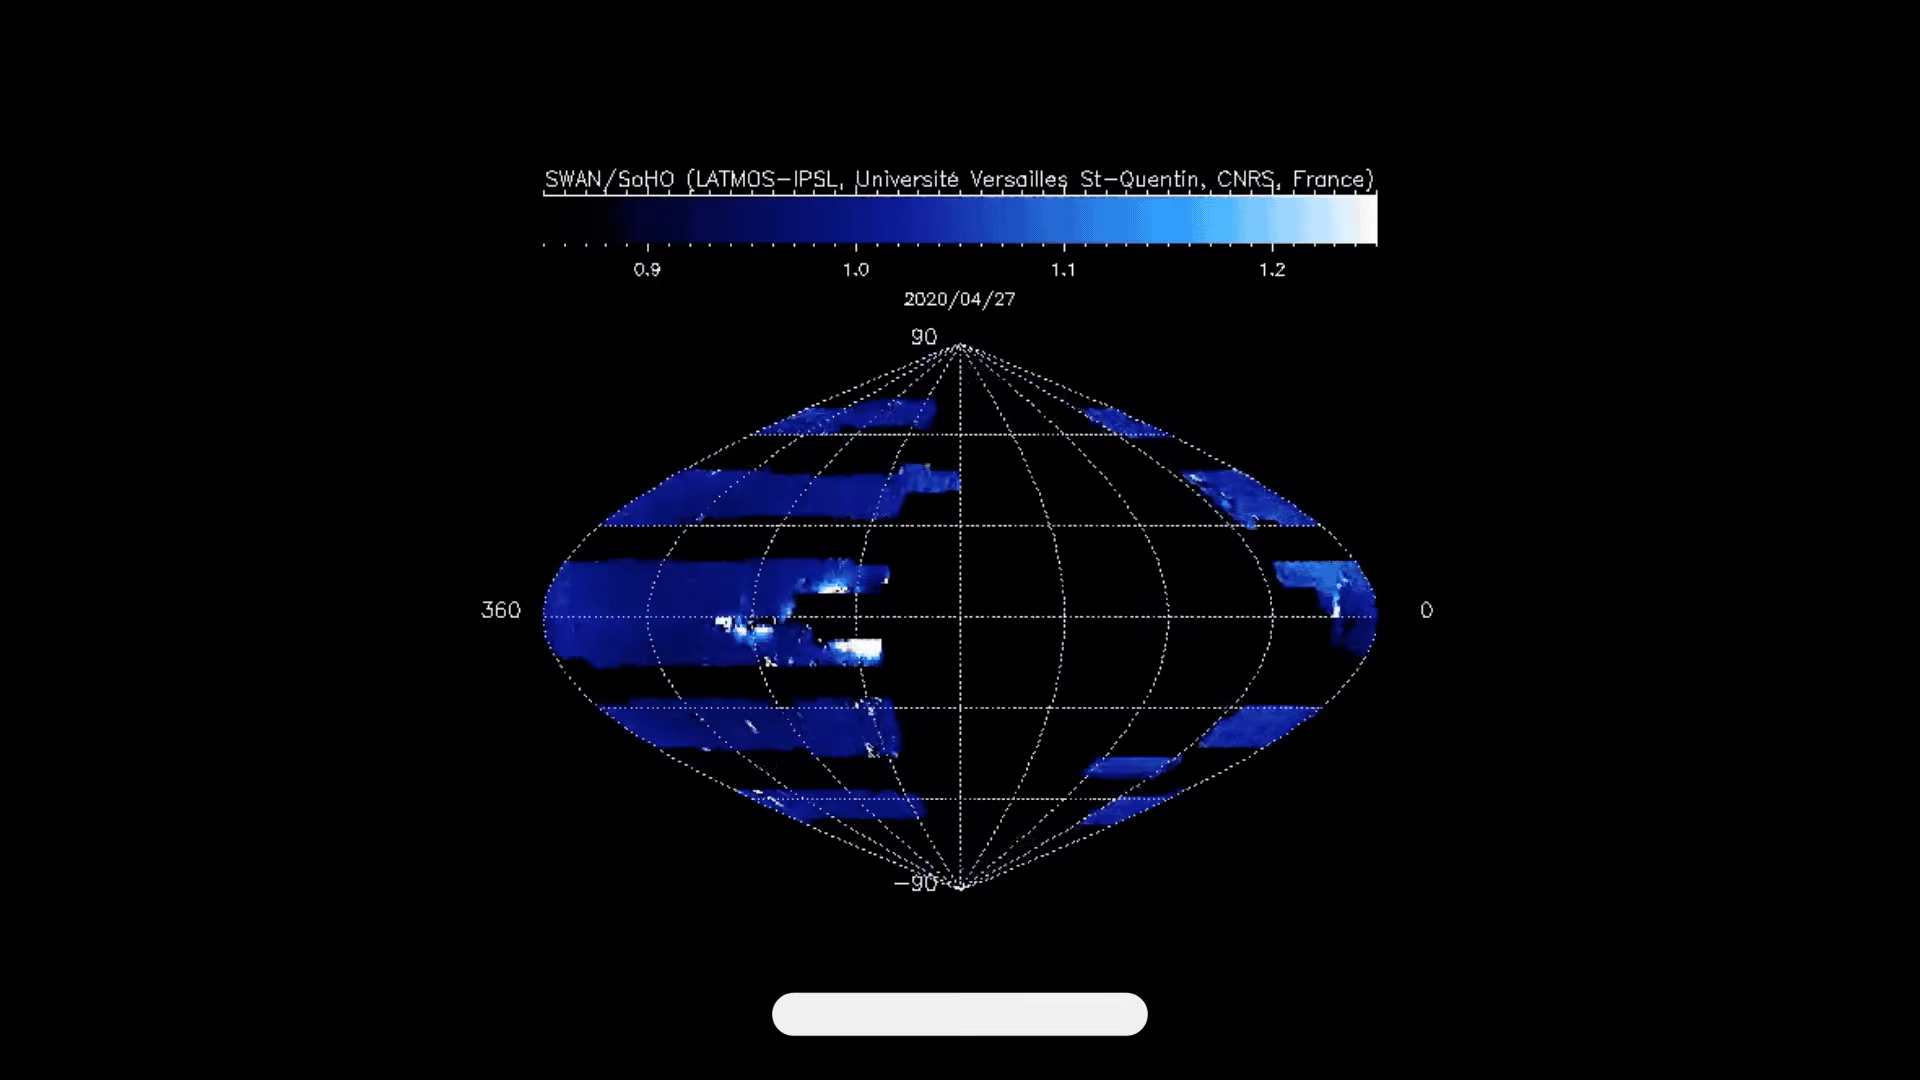 SWAN/SoHO (LATMOS-IPSL, Université Versailles St-Quentin, CNRS, France)
0.9 1.0 1.1 1.2
2020/04/27
90
360 0
-90